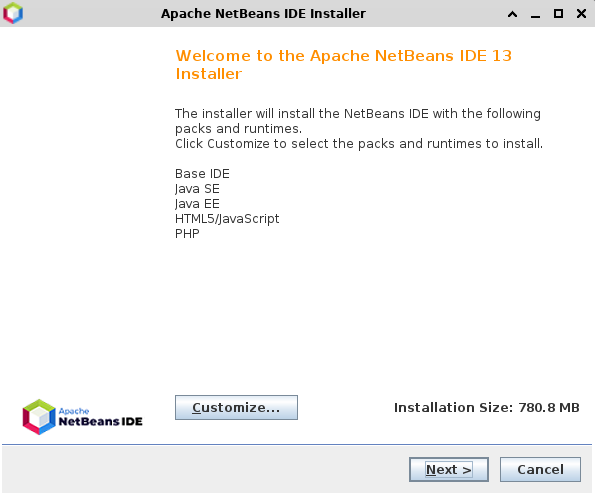 Apache NetBeans IDE Installer
Welcome to the Apache NetBeans IDE 13
Installer
The installer will install the NetBeans IDE with the following
packs and runtimes.
Click Customize to select the packs and runtimes to install.
Base IDE
Java SE
Java EE
HTML5/JavaScript
PHP
Apache
NetBeans IDE
Customize...
Installation Size: 780.8 MB
Next >
Cancel